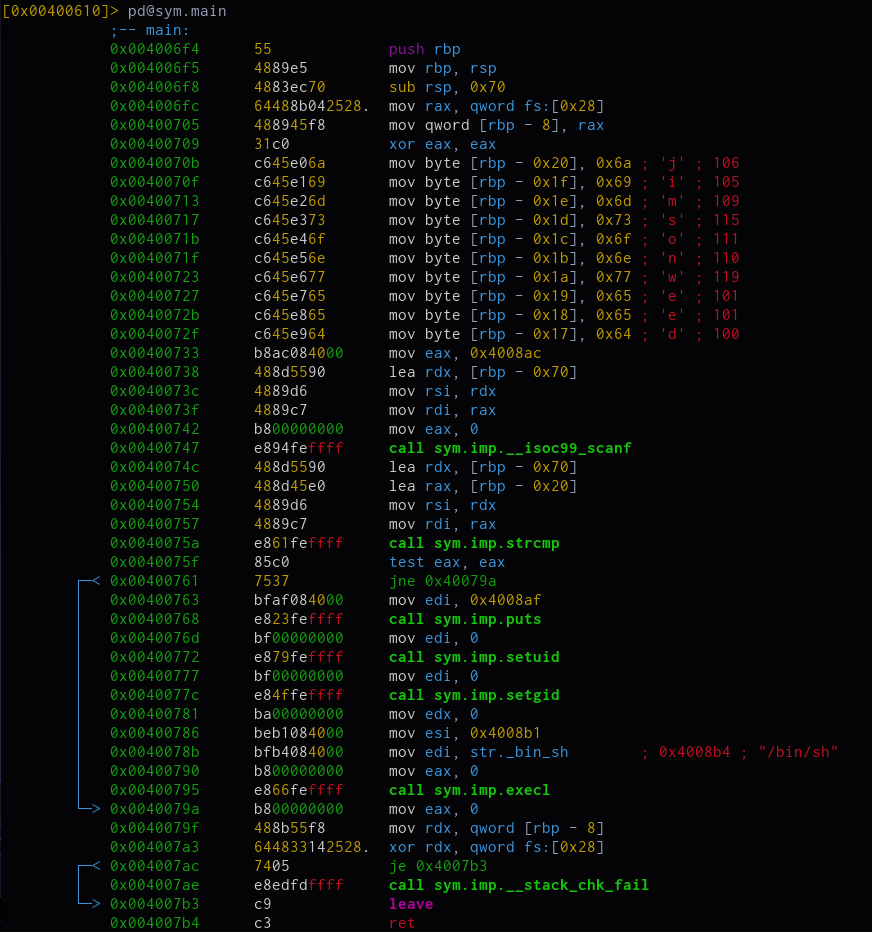 [0x00400610]> pd@sym.main
;-- main:
0x004006f4 55 push rbp
0x004006f5 4889e5 mov rbp, rsp
0x004006f8 4883ec70 sub rsp, 0x70
0x004006fc 64488b042528. mov rax, qword fs:[0x28]
0x00400705 488945f8 mov qword [rbp - 8], rax
0x00400709 31c0 xor eax, eax
0x0040070b c645e06a mov byte [rbp - 0x20], 0x6a ; 'j' ; 106
0x0040070f c645e169 mov byte [rbp - 0x1f], 0x69 ; 'i' ; 105
0x00400713 c645e26d mov byte [rbp - 0x1e], 0x6d ; 'm' ; 109
0x00400717 c645e373 mov byte [rbp - 0x1d], 0x73 ; 's' ; 115
0x0040071b c645e46f mov byte [rbp - 0x1c], 0x6f ; 'o' ; 111
0x0040071f c645e56e mov byte [rbp - 0x1b], 0x6e ; 'n' ; 110
0x00400723 c645e677 mov byte [rbp - 0x1a], 0x77 ; 'w' ; 119
0x00400727 c645e765 mov byte [rbp - 0x19], 0x65 ; 'e' ; 101
0x0040072b c645e865 mov byte [rbp - 0x18], 0x65 ; 'e' ; 101
0x0040072f c645e964 mov byte [rbp - 0x17], 0x64 ; 'd' ; 100
0x00400733 b8ac084000 mov eax, 0x4008ac
0x00400738 488d5590 lea rdx, [rbp - 0x70]
0x0040073c 4889d6 mov rsi, rdx
0x0040073f 4889c7 mov rdi, rax
0x00400742 b800000000 mov eax, 0
0x00400747 e894feffff call sym.imp.__isoc99_scanf
0x0040074c 488d5590 lea rdx, [rbp - 0x70]
0x00400750 488d45e0 lea rax, [rbp - 0x20]
0x00400754 4889d6 mov rsi, rdx
0x00400757 4889c7 mov rdi, rax
0x0040075a e861feffff call sym.imp.strcmp
0x0040075f 85c0 test eax, eax
0x00400761 7537 jne 0x40079a
0x00400763 bfaf084000 mov edi, 0x4008af
0x00400768 e823feffff call sym.imp.puts
0x0040076d bf00000000 mov edi, 0
0x00400772 e879feffff call sym.imp.setuid
0x00400777 bf00000000 mov edi, 0
0x0040077c e84ffeffff call sym.imp.setgid
0x00400781 ba00000000 mov edx, 0
0x00400786 beb1084000 mov esi, 0x4008b1
0x0040078b bfb4084000 mov edi, str._bin_sh ; 0x4008b4 ; "/bin/sh"
0x00400790 b800000000 mov eax, 0
0x00400795 e866feffff call sym.imp.execl
0x0040079a b800000000 mov eax, 0
0x0040079f 488b55f8 mov rdx, qword [rbp - 8]
0x004007a3 644833142528. xor rdx, qword fs:[0x28]
0x004007ac 7405 je 0x4007b3
0x004007ae e8edfdffff call sym.imp.__stack_chk_fail
0x004007b3 c9 leave
0x004007b4 c3 ret